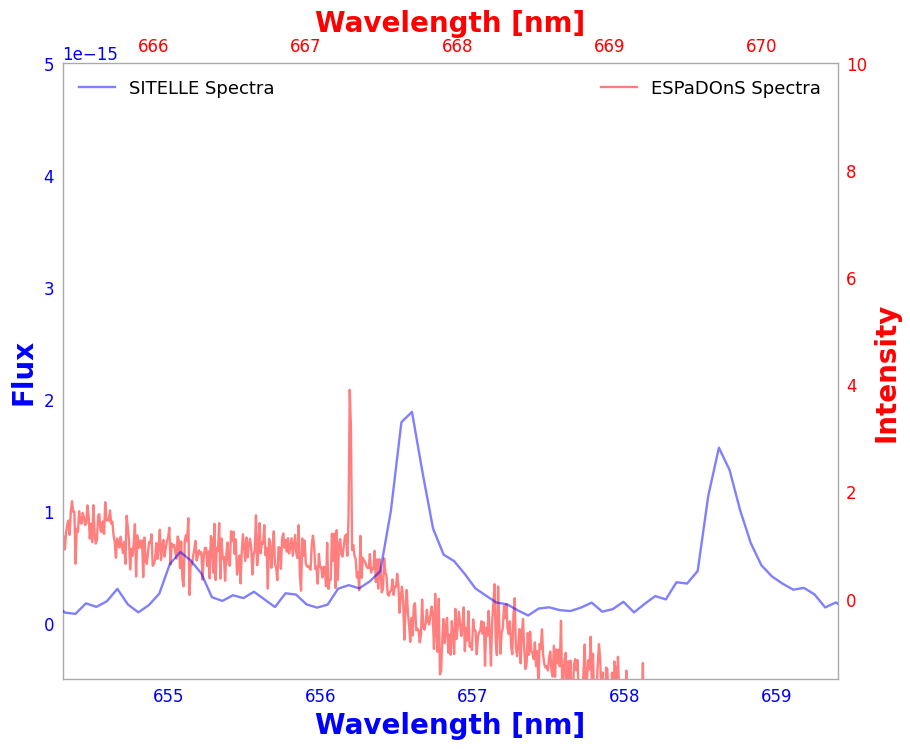 Wavelength [nm]
666 667 668 669 670
1e−15
SITELLE Spectra
ESPaDOnS Spectra
5
4
3
2
1
0
Flux
10
8
6
4
2
0
Intensity
655 656 657 658 659
Wavelength [nm]